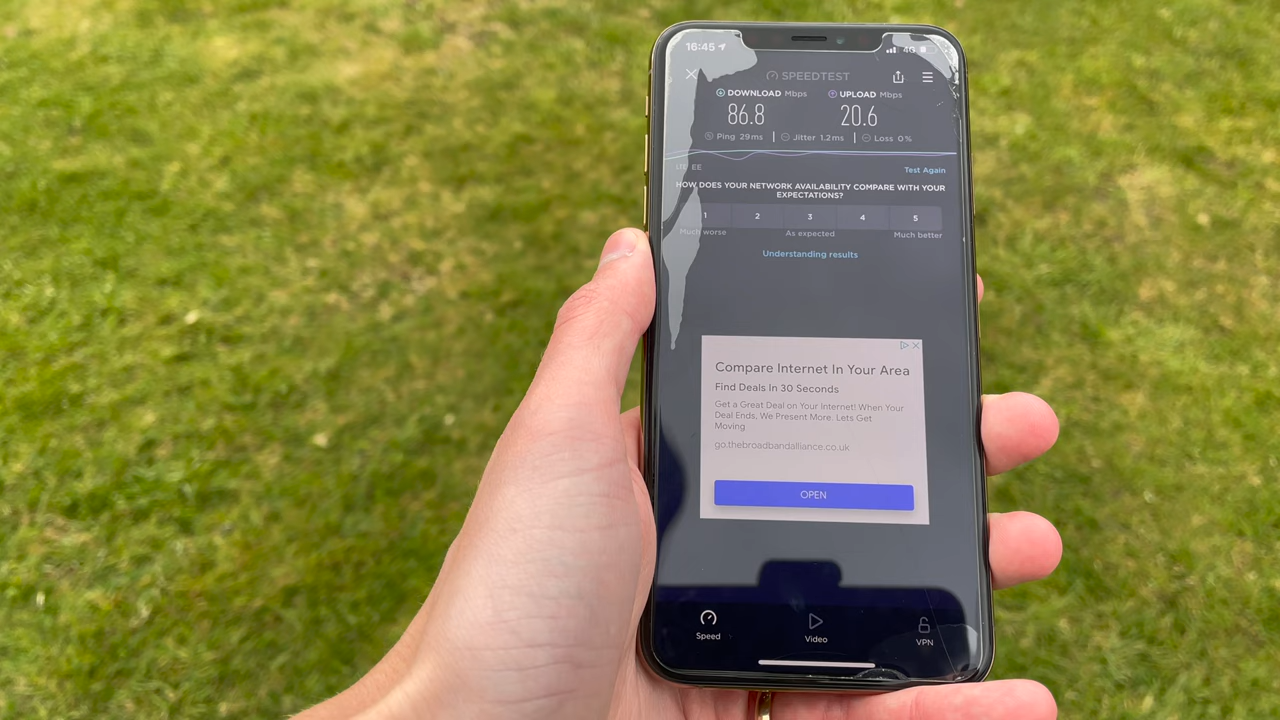 16:45 4G
SPEEDTEST
DOWNLOAD Mbps UPLOAD Mbps
86.8 20.6
Ping 29ms Jitter 1.2ms Loss 0%
LTE EE
Test Again
HOW DOES YOUR NETWORK AVAILABILITY COMPARE WITH YOUR
EXPECTATIONS?
1 2 3 4 5
Much worse As expected Much better
Understanding results
Compare Internet In Your Area
Find Deals In 30 Seconds
Get a Great Deal on Your Internet! When Your
Deal Ends, We Present More. Lets Get
Moving
go.thebroadbandalliance.co.uk
OPEN
Speed Video VPN